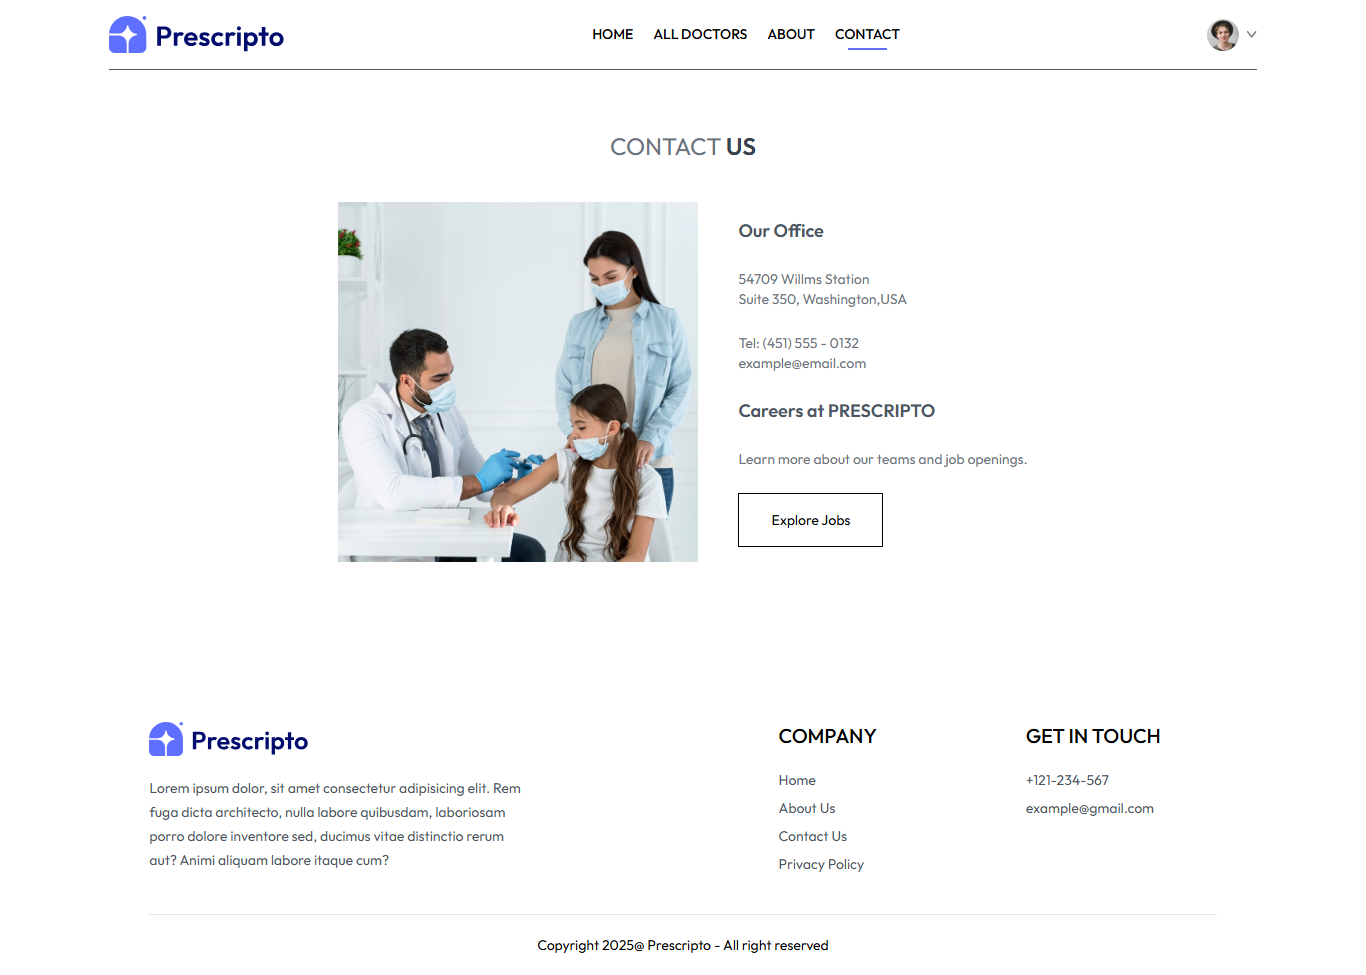 Prescripto
HOME
ALL DOCTORS
ABOUT
CONTACT
CONTACT US
Our Office
54709 Willms Station
Suite 350, Washington,USA
Tel: (451) 555 - 0132
example@email.com
Careers at PRESCRIPTO
Learn more about our teams and job openings.
Explore Jobs
Prescripto
Lorem ipsum dolor, sit amet consectetur adipisicing elit. Rem
fuga dicta architecto, nulla labore quibusdam, laboriosam
porro dolore inventore sed, ducimus vitae distinctio rerum
aut? Animi aliquam labore itaque cum?
COMPANY
Home
About Us
Contact Us
Privacy Policy
GET IN TOUCH
+121-234-567
example@gmail.com
Copyright 2025@ Prescripto - All right reserved